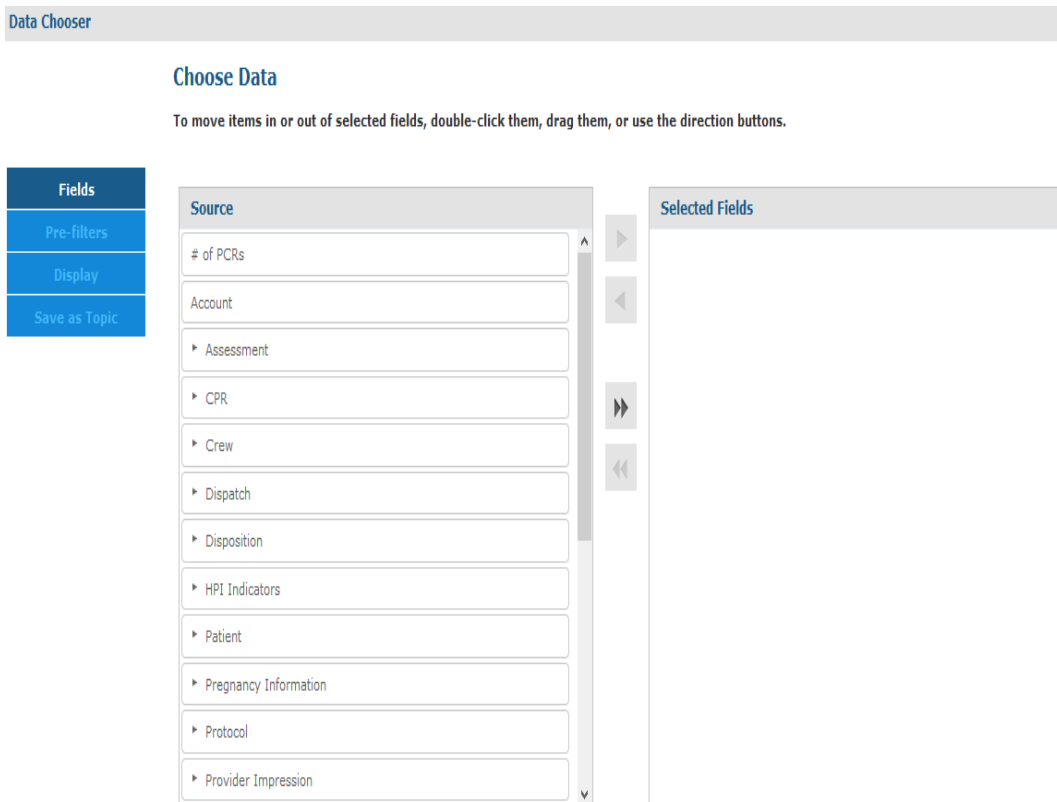 Data Chooser
Choose Data
To move items in or out of selected fields, double-click them, drag them, or use the direction buttons.
Fields
Pre-filters
Display
Save as Topic
Source
# of PCRs
Account
Assessment
CPR
Crew
Dispatch
Disposition
HPI Indicators
Patient
Pregnancy Information
Protocol
Provider Impression
Selected Fields